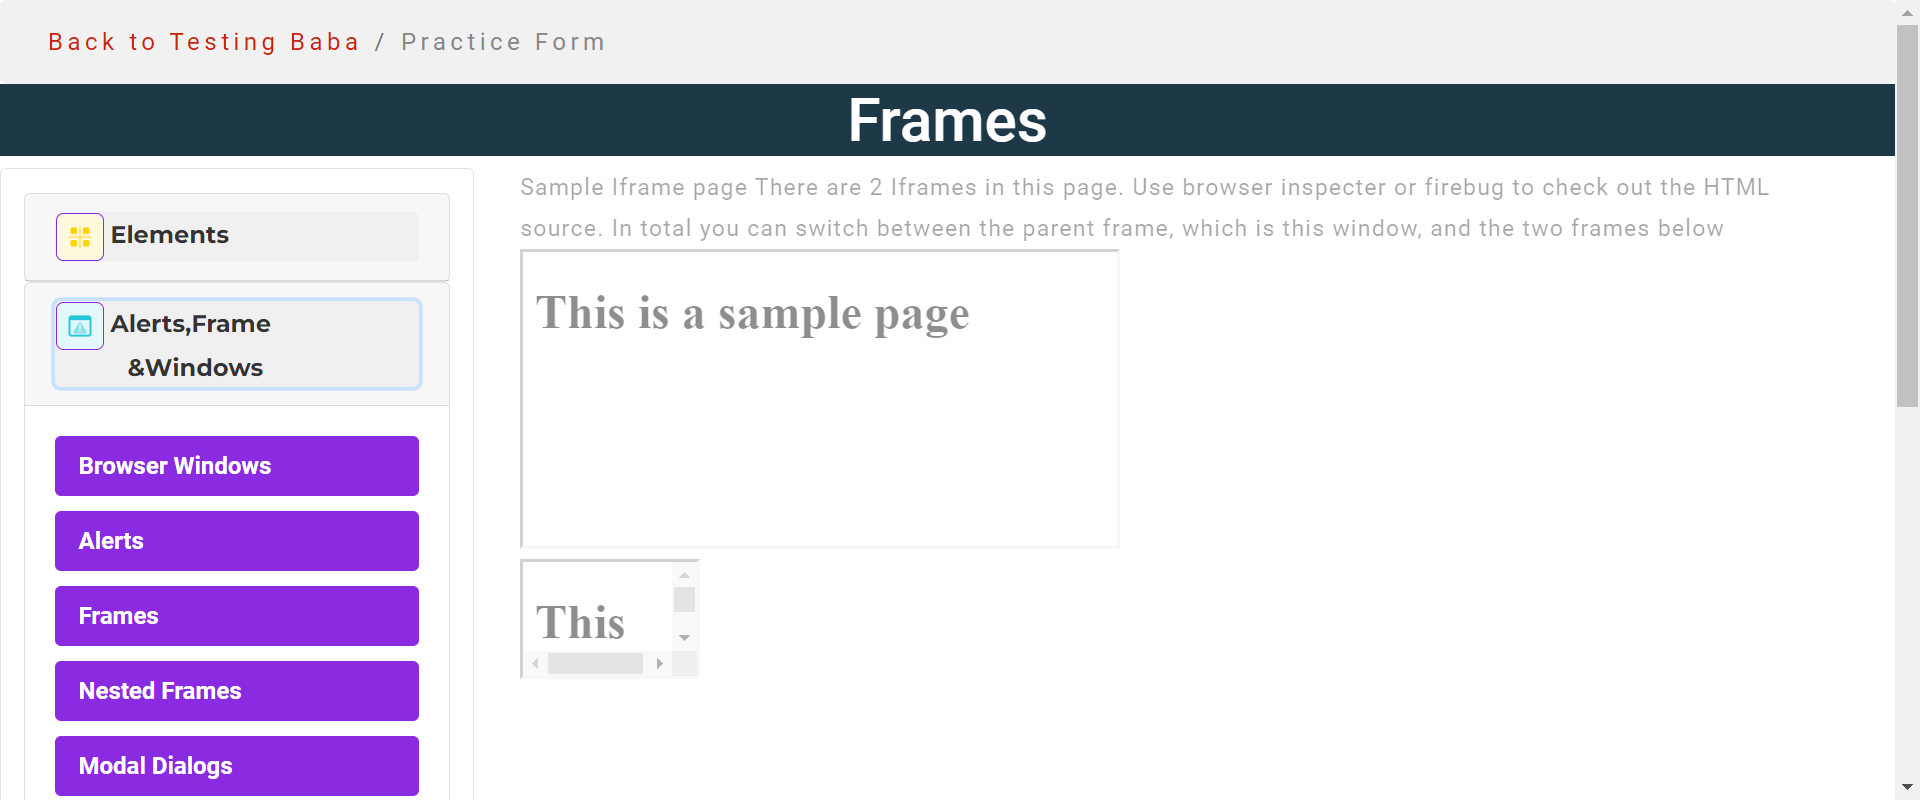 Back to Testing Baba / Practice Form
Frames
Elements
Alerts,Frame
&Windows
Browser Windows
Alerts
Frames
Nested Frames
Modal Dialogs
Sample Iframe page There are 2 Iframes in this page. Use browser inspecter or firebug to check out the HTML
source. In total you can switch between the parent frame, which is this window, and the two frames below
This is a sample page
This